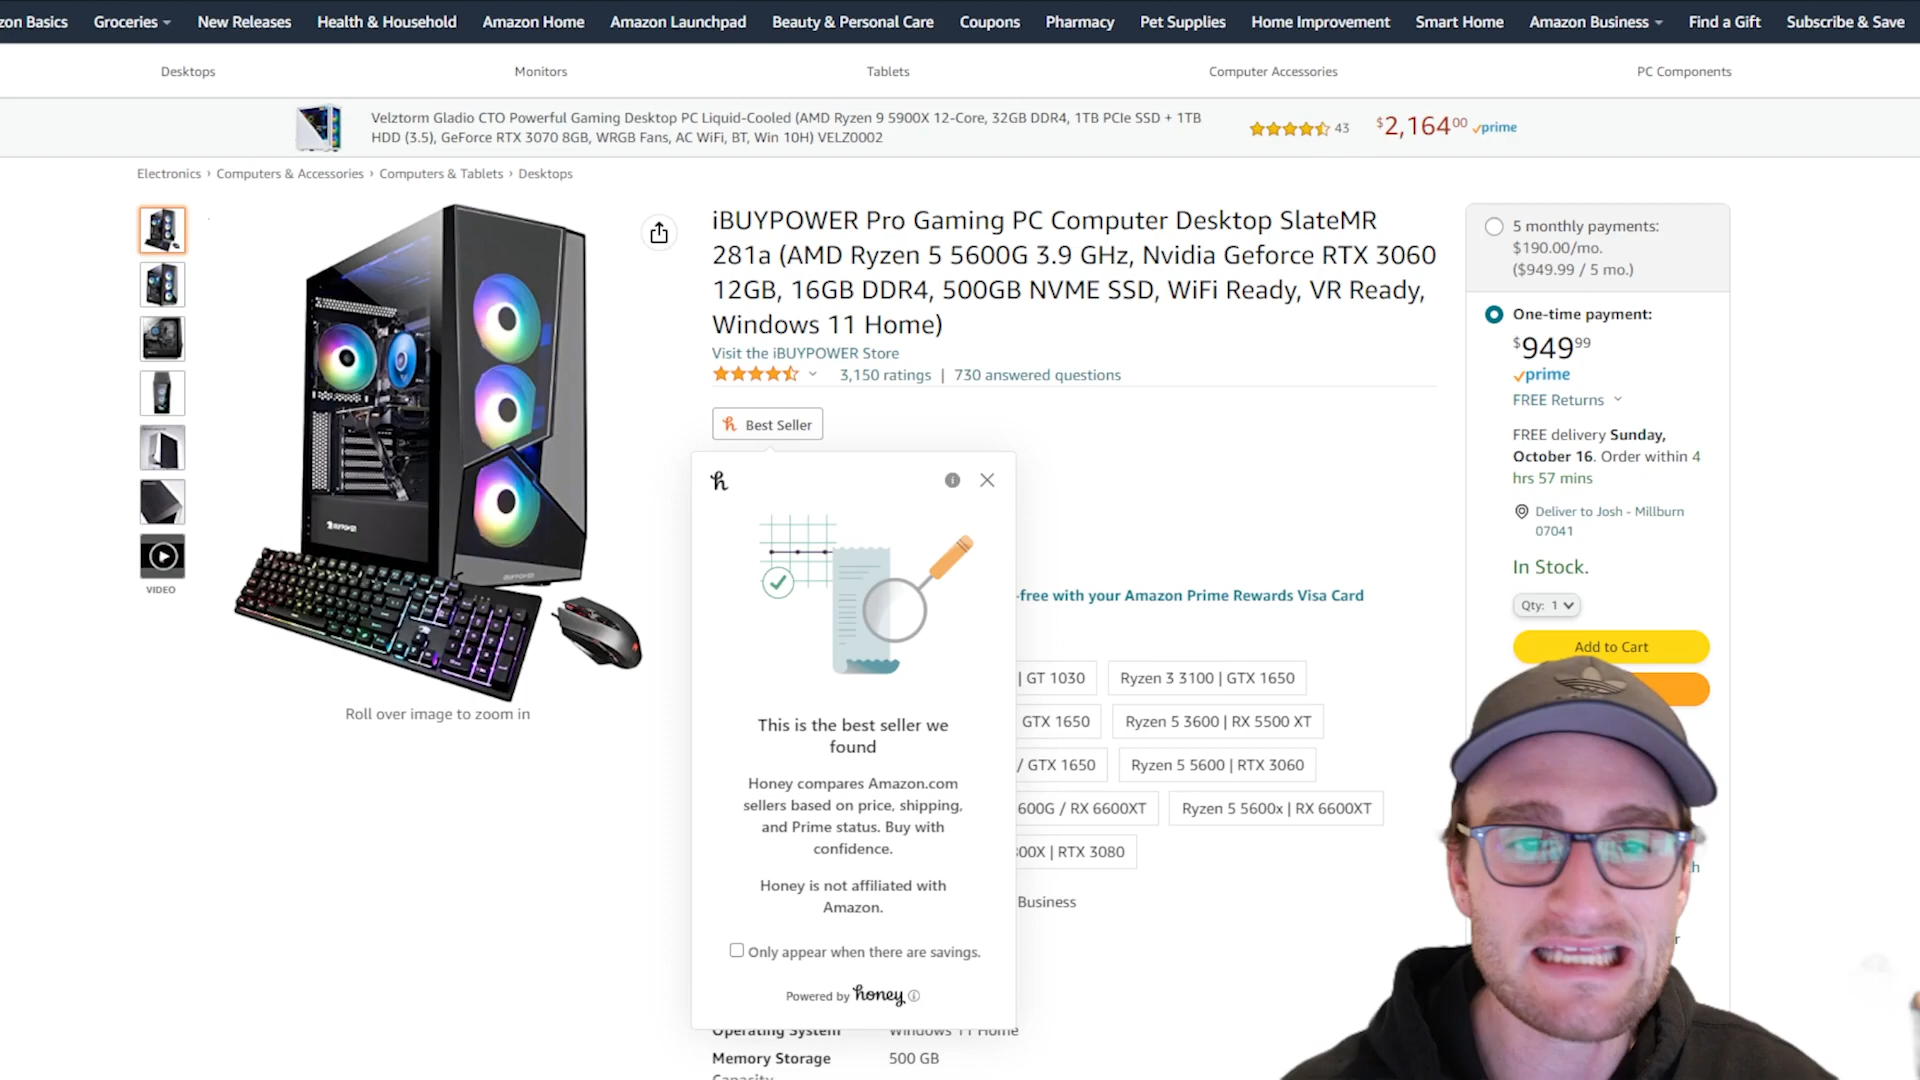 zon Basics Groceries New Releases Health & Household Amazon Home Amazon Launchpad Beauty & Personal Care Coupons Pharmacy Pet Supplies Home Improvement Smart Home Amazon Business Find a Gift Subscribe & Save
Desktops Monitors Tablets Computer Accessories PC Components
Velztorm Gladio CTO Powerful Gaming Desktop PC Liquid-Cooled (AMD Ryzen 9 5900X 12-Core, 32GB DDR4, 1TB PCIe SSD + 1TB
HDD (3.5), GeForce RTX 3070 8GB, WRGB Fans, AC WiFi, BT, Win 10H) VELZ0002
43 $2,164.00 prime
Electronics › Computers & Accessories › Computers & Tablets › Desktops
iBUYPOWER Pro Gaming PC Computer Desktop SlateMR
281a (AMD Ryzen 5 5600G 3.9 GHz, Nvidia Geforce RTX 3060
12GB, 16GB DDR4, 500GB NVME SSD, WiFi Ready, VR Ready,
Windows 11 Home)
Visit the iBUYPOWER Store
3,150 ratings | 730 answered questions
VIDEO
Roll over image to zoom in
h Best Seller
h
This is the best seller we
found
Honey compares Amazon.com
sellers based on price, shipping,
and Prime status. Buy with
confidence.
Honey is not affiliated with
Amazon.
Only appear when there are savings.
Powered by honey
-free with your Amazon Prime Rewards Visa Card
| GT 1030 Ryzen 3 3100 | GTX 1650
GTX 1650 Ryzen 5 3600 | RX 5500 XT
/ GTX 1650 Ryzen 5 5600 | RTX 3060
600G / RX 6600XT Ryzen 5 5600x | RX 6600XT
00X | RTX 3080
Business
Operating System Windows 11 Home
Memory Storage 500 GB
Capacity
5 monthly payments:
$190.00/mo.
($949.99 / 5 mo.)
One-time payment:
$949.99
prime
FREE Returns
FREE delivery Sunday,
October 16. Order within 4
hrs 57 mins
Deliver to Josh - Millburn
07041
In Stock.
Qty: 1
Add to Cart